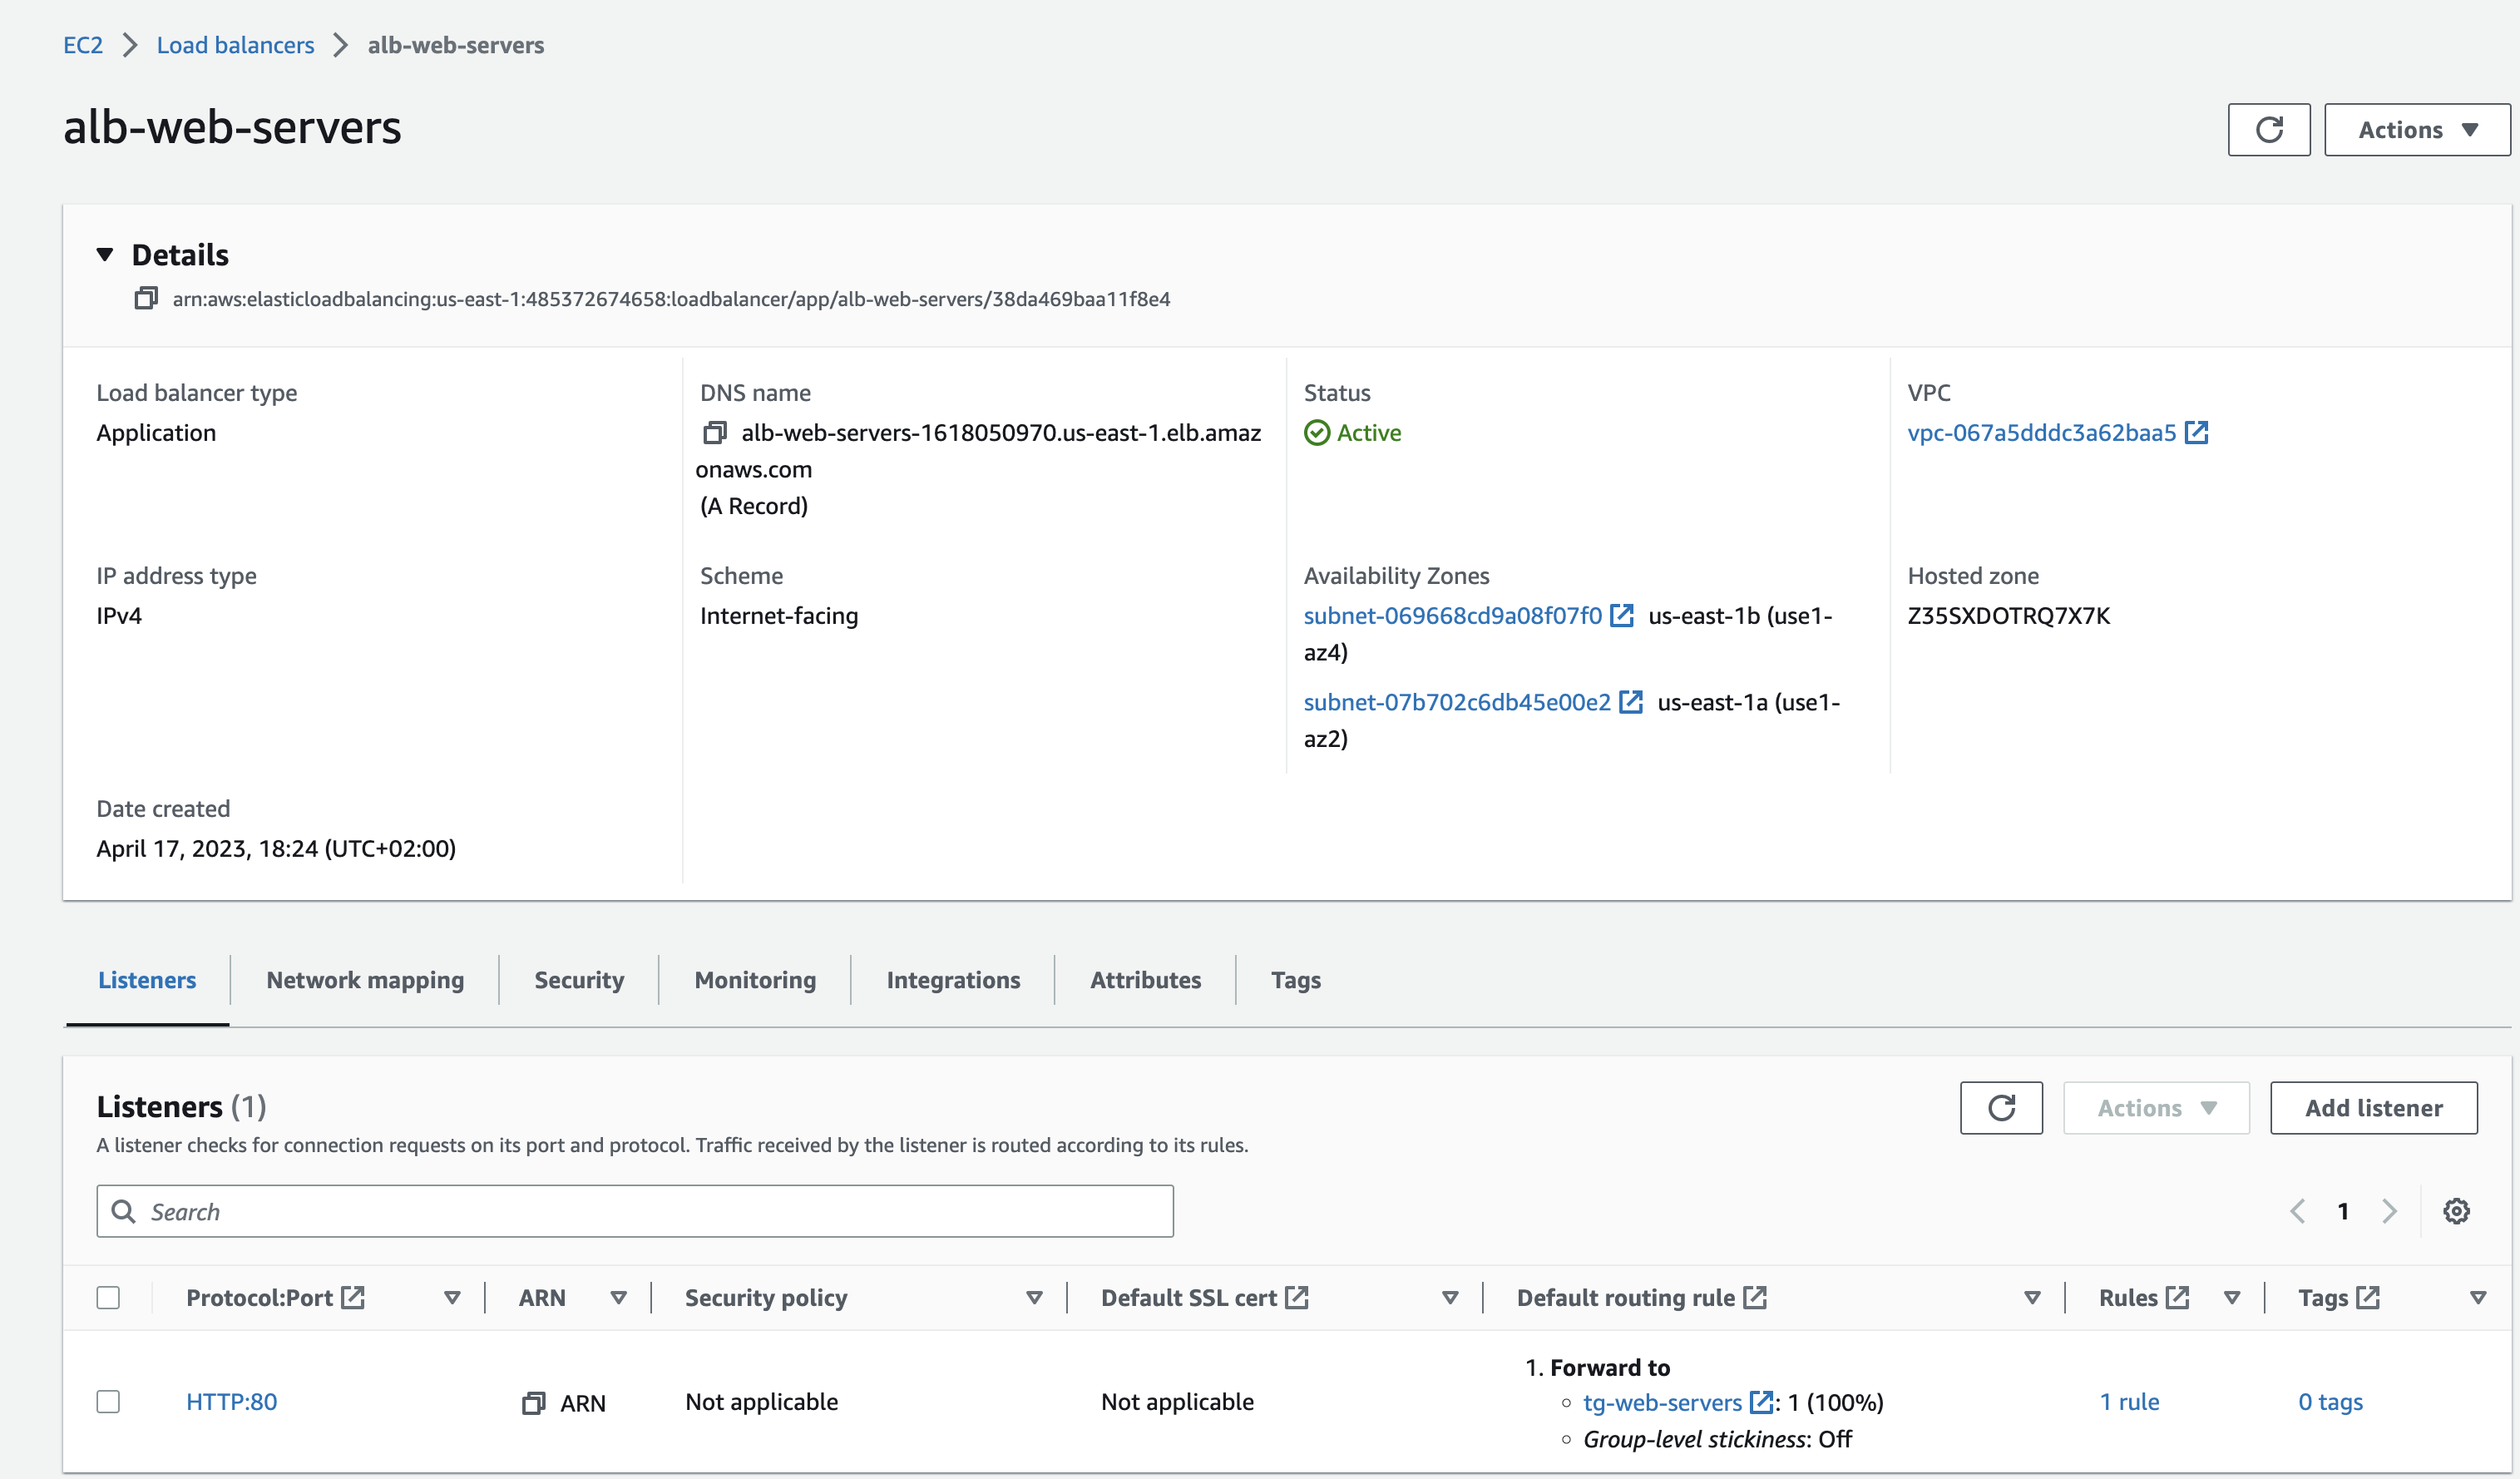 EC2 > Load balancers > alb-web-servers
alb-web-servers
Actions
Details
arn:aws:elasticloadbalancing:us-east-1:485372674658:loadbalancer/app/alb-web-servers/38da469baa11f8e4
Load balancer type
Application
DNS name
alb-web-servers-1618050970.us-east-1.elb.amaz
onaws.com
(A Record)
Status
Active
VPC
vpc-067a5dddc3a62baa5
IP address type
IPv4
Scheme
Internet-facing
Availability Zones
subnet-069668cd9a08f07f0 us-east-1b (use1-
az4)
subnet-07b702c6db45e00e2 us-east-1a (use1-
az2)
Hosted zone
Z35SXDOTRQ7X7K
Date created
April 17, 2023, 18:24 (UTC+02:00)
Listeners Network mapping Security Monitoring Integrations Attributes Tags
Listeners (1)
A listener checks for connection requests on its port and protocol. Traffic received by the listener is routed according to its rules.
Actions
Add listener
Search
1
Protocol:Port ARN Security policy Default SSL cert Default routing rule Rules Tags
HTTP:80 ARN Not applicable Not applicable
1. Forward to
tg-web-servers : 1 (100%)
Group-level stickiness: Off
1 rule
0 tags